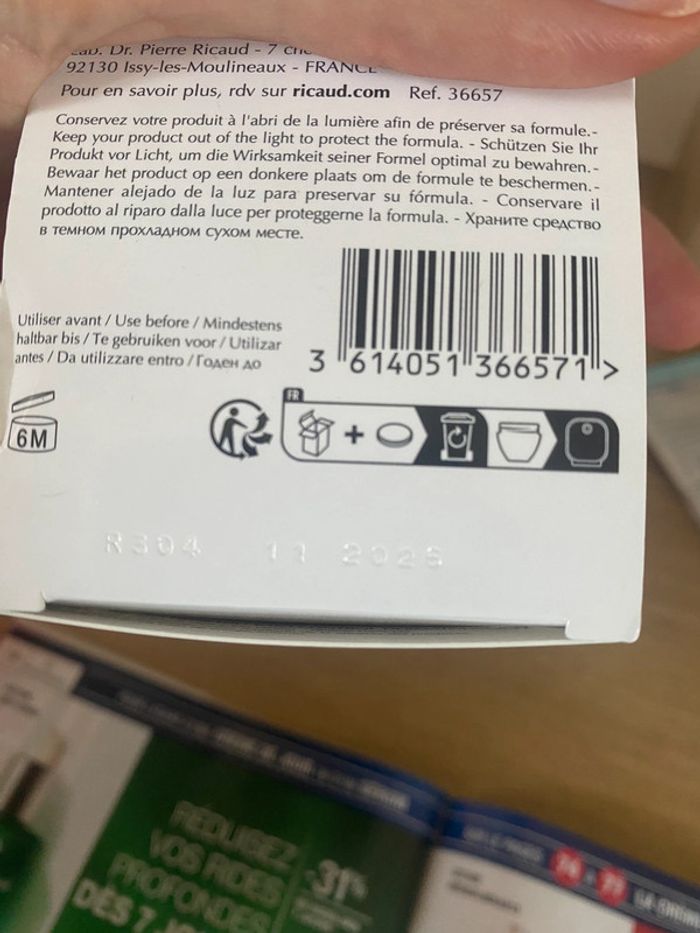 Lab. Dr. Pierre Ricaud - 7
92130 Issy-les-Moulineaux - FRANCE
Pour en savoir plus, rdv sur ricaud.com Ref. 36657
Conservez votre produit à l'abri de la lumière afin de préserver sa formule.-
Keep your product out of the light to protect the formula. - Schützen Sie Ihr
Produkt vor Licht, um die Wirksamkeit seiner Formel optimal zu bewahren.-
Bewaar het product op een donkere plaats om de formule te beschermen.-
Mantener alejado de la luz para preservar su fórmula. - Conservare il
prodotto al riparo dalla luce per proteggerne la formula. - Храните средство
в темном прохладном сухом месте.
Utiliser avant / Use before / Mindestens
haltbar bis / Te gebruiken voor / Utilizar
antes / Da utilizzare entro / Годен до
3 614051 366571 >
FR
6M
R304 11 2026
RÉDUISEZ
VOS RIDES
PROFONDES
DÈS 7
-31%